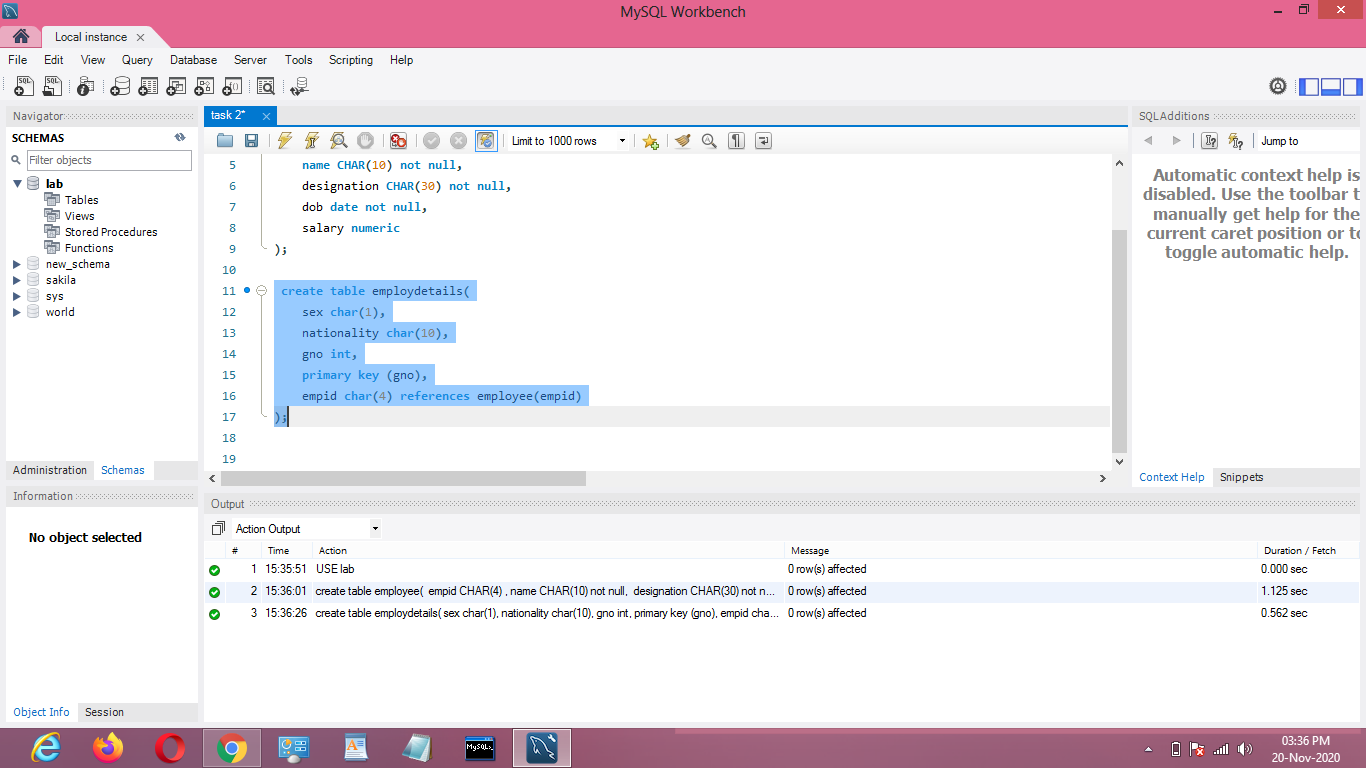 MySQL Workbench
Local instance
File Edit View Query Database Server Tools Scripting Help
Navigator
SCHEMAS
Filter objects
lab
Tables
Views
Stored Procedures
Functions
new_schema
sakila
sys
world
Administration Schemas
Information
No object selected
Object Info Session
task 2*
Limit to 1000 rows
5 name CHAR(10) not null,
6 designation CHAR(30) not null,
7 dob date not null,
8 salary numeric
9 );
10
11 create table employdetails(
12 sex char(1),
13 nationality char(10),
14 gno int,
15 primary key (gno),
16 empid char(4) references employee(empid)
17 );
18
19
SQLAdditions
Jump to
Automatic context help is
disabled. Use the toolbar t
manually get help for the
current caret position or to
toggle automatic help.
Context Help Snippets
Output
Action Output
# Time Action Message Duration / Fetch
1 15:35:51 USE lab 0 row(s) affected 0.000 sec
2 15:36:01 create table employee( empid CHAR(4) , name CHAR(10) not null, designation CHAR(30) not n... 0 row(s) affected 1.125 sec
3 15:36:26 create table employdetails( sex char(1), nationality char(10), gno int, primary key (gno), empid cha... 0 row(s) affected 0.562 sec
MySQL
03:36 PM
20-Nov-2020